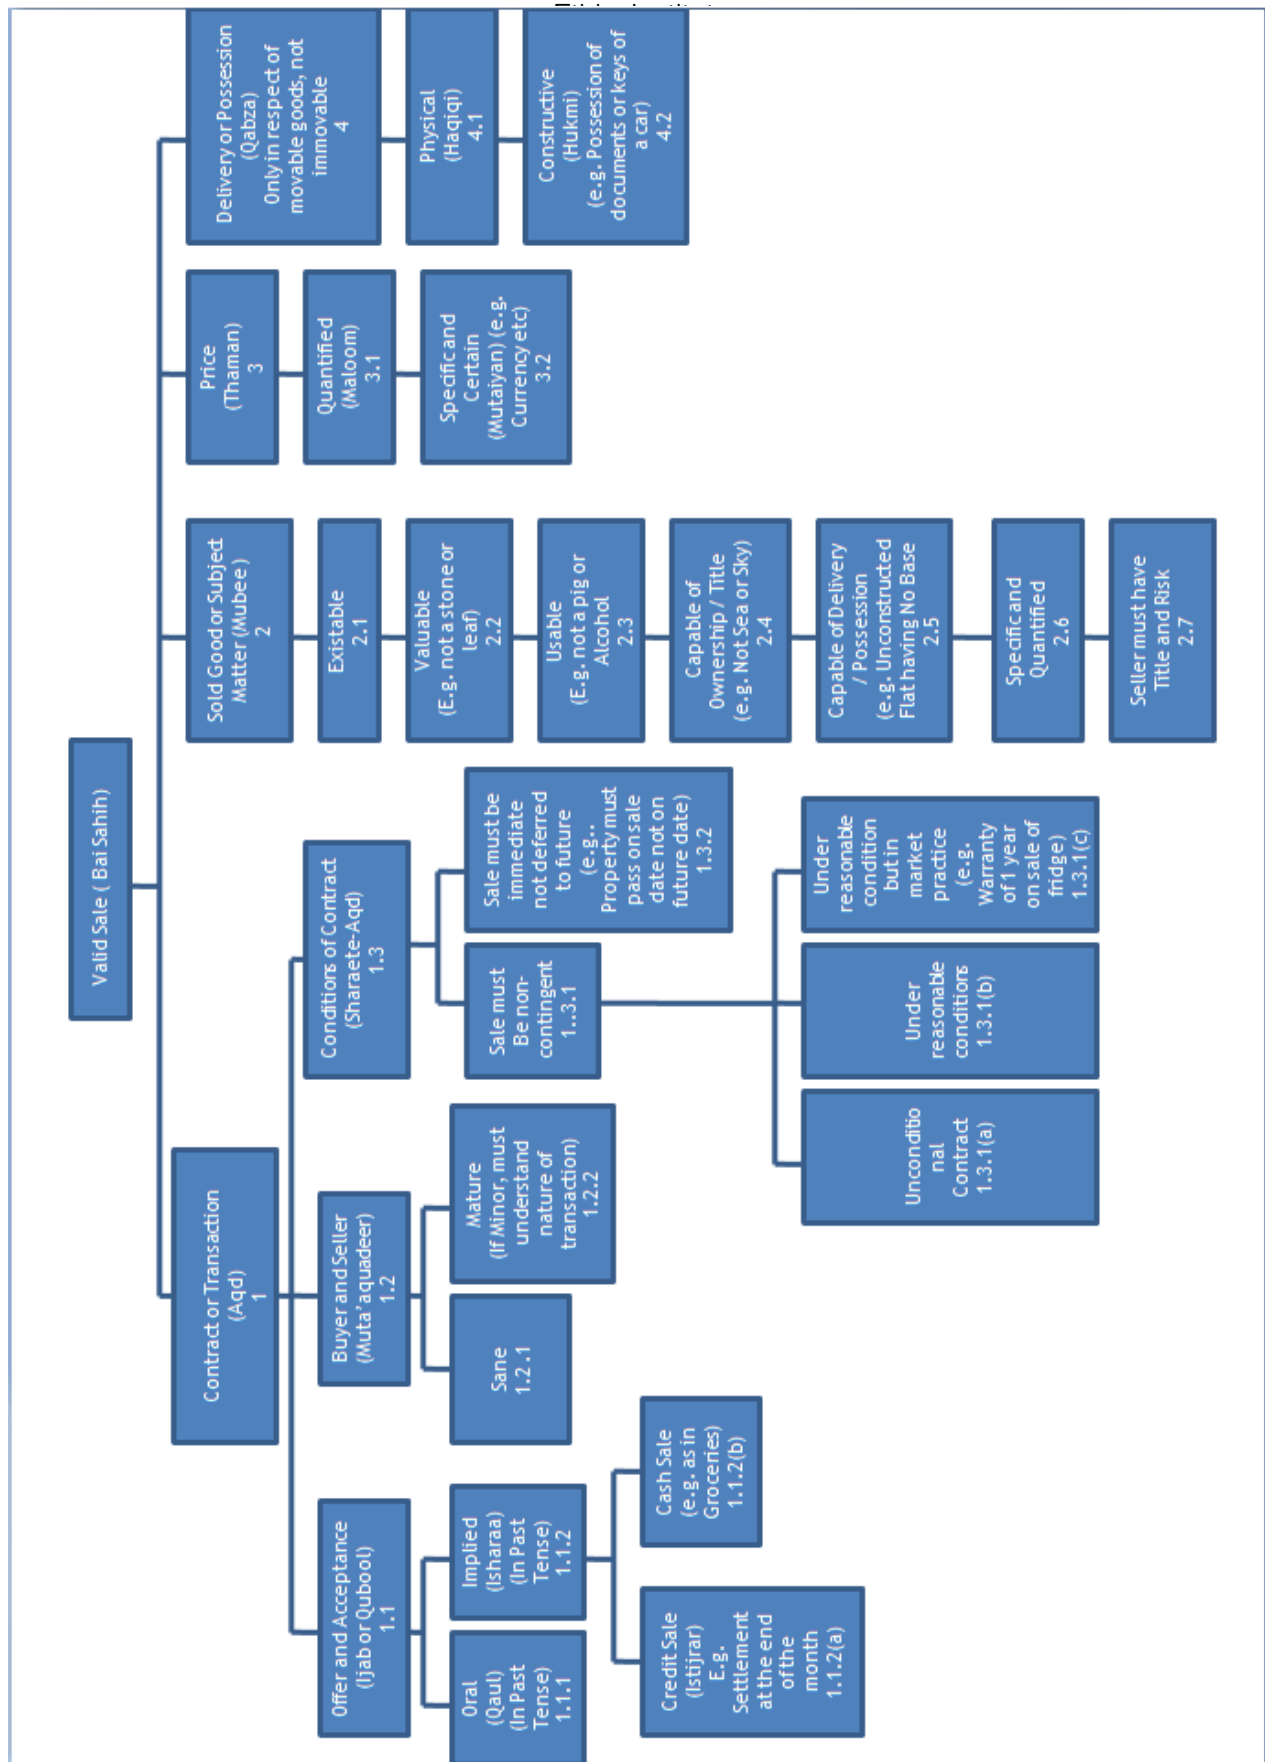 Valid Sale ( Bai Sahih)
Contract or Transaction
(Aqd)
1
Offer and Acceptance
(Ijab or Qubool)
1.1
Oral
(Qaul)
(In Past
Tense)
1.1.1
Implied
(Isharaa)
(In Past
Tense)
1.1.2
Credit Sale
(Istijrar)
E.g.
Settlement
at the end
of the
month
1.1.2(a)
Cash Sale
(e.g. as in
Groceries)
1.1.2(b)
Buyer and Seller
(Muta'aquadeer)
1.2
Sane
1.2.1
Mature
(If Minor, must
understand
nature of
transaction)
1.2.2
Conditions of Contract
(Sharaete-Aqd)
1.3
Sale must
Be non-
contingent
1..3.1
Unconditio
nal
Contract
1.3.1(a)
Under
reasonable
conditions
1.3.1(b)
Under
reasonable
condition
but in
market
practice
(e.g.
Warranty
of 1 year
on sale of
fridge)
1.3.1(c)
Sale must be
immediate
not deferred
to future
(e.g..
Property must
pass on sale
date not on
future date)
1.3.2
Sold Good or Subject
Matter (Mubee )
2
Existable
2.1
Valuable
(E.g. not a stone or
leaf)
2.2
Usable
(E.g. not a pig or
Alcohol
2.3
Capable of
Ownership / Title
(e.g. Not Sea or Sky)
2.4
Capable of Delivery
/ Possession
(e.g. Unconstructed
Flat having No Base
2.5
Specific and
Quantified
2.6
Seller must have
Title and Risk
2.7
Price
(Thaman)
3
Quantified
(Maloom)
3.1
Specific and
Certain
(Mutaiyan) (e.g.
Currency etc)
3.2
Delivery or Possession
(Qabza)
Only in respect of
movable goods, not
immovable
4
Physical
(Haqiqi)
4.1
Constructive
(Hukmi)
(e.g. Possession of
documents or keys of
a car)
4.2